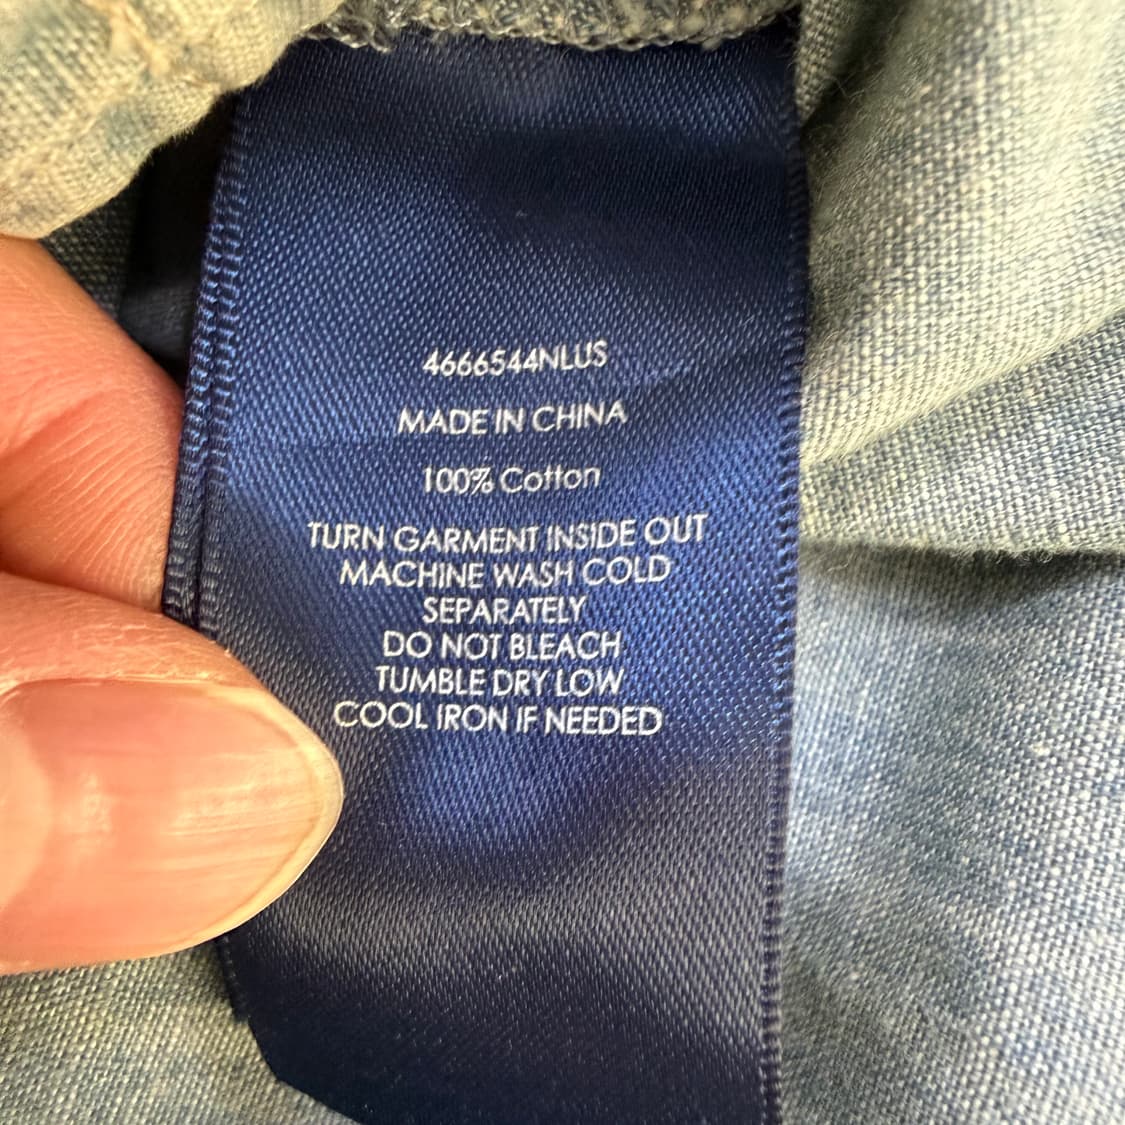 4666544NLUS
MADE IN CHINA
100% Cotton
TURN GARMENT INSIDE OUT
MACHINE WASH COLD
SEPARATELY
DO NOT BLEACH
TUMBLE DRY LOW
COOL IRON IF NEEDED